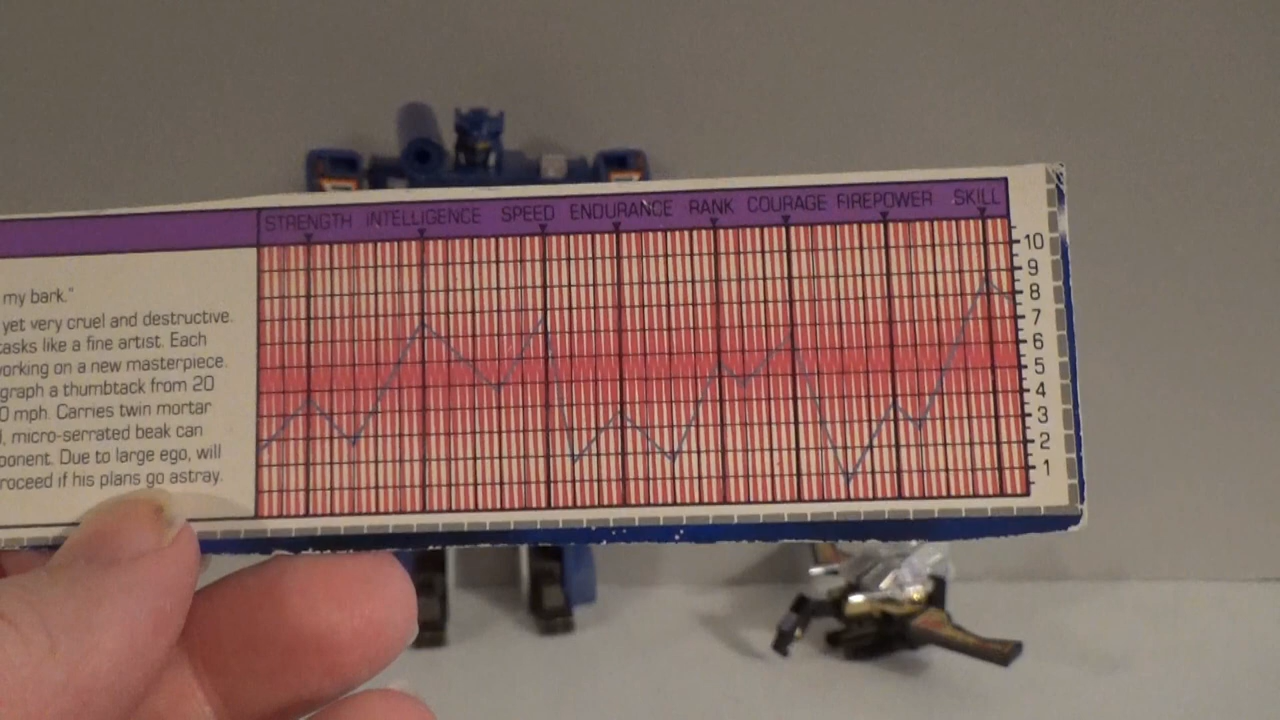 STRENGTH INTELLIGENCE SPEED ENDURANCE RANK COURAGE FIREPOWER SKILL
10
9
8
7
6
5
4
3
2
1
my bark."
yet very cruel and destructive.
tasks like a fine artist. Each
working on a new masterpiece.
graph a thumbtack from 20
0 mph. Carries twin mortar
, micro-serrated beak can
ponent. Due to large ego, will
roceed if his plans go astray.